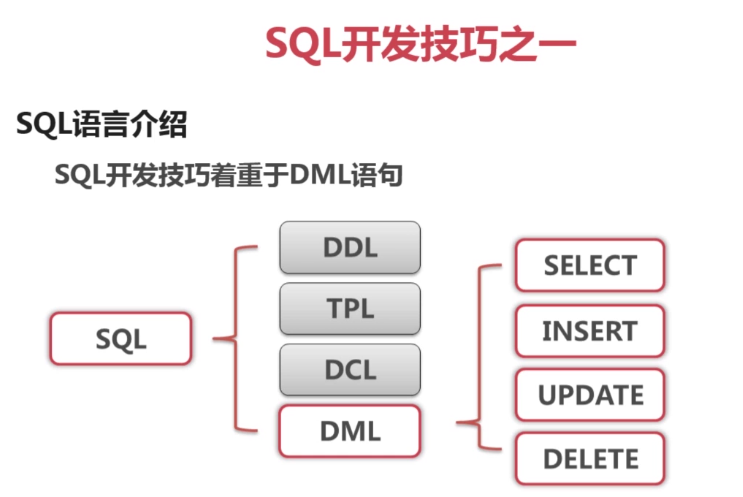 SQL开发技巧之一
SQL语言介绍
SQL开发技巧着重于DML语句
SQL
DDL
TPL
DCL
DML
SELECT
INSERT
UPDATE
DELETE